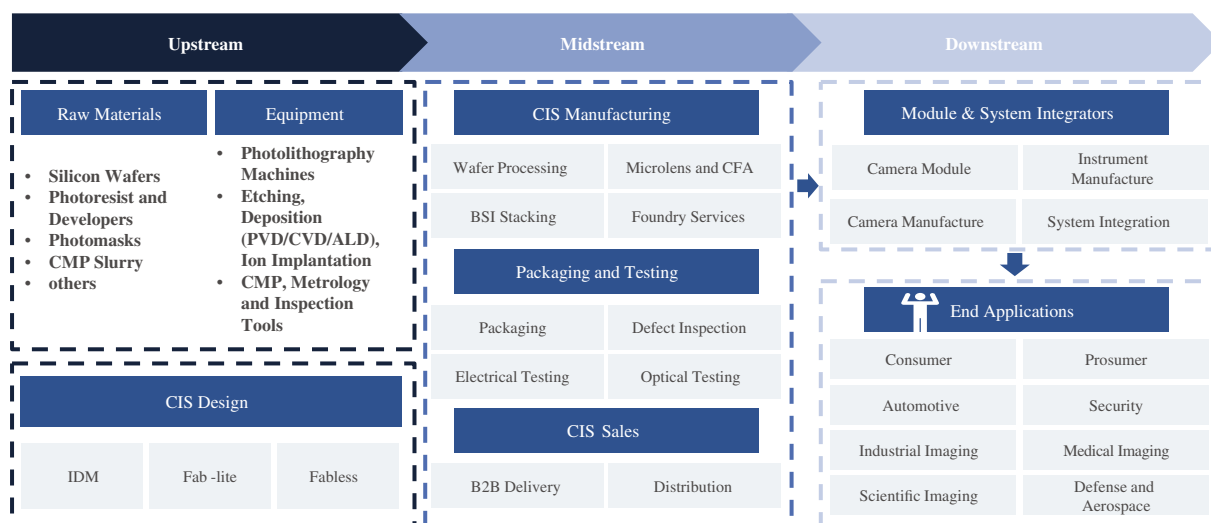 Upstream
Midstream
Downstream
Raw Materials
Equipment
• Silicon Wafers
• Photoresist and
Developers
• Photomasks
• CMP Slurry
• others
• Photolithography
Machines
• Etching,
Deposition
(PVD/CVD/ALD),
Ion Implantation
• CMP, Metrology
and Inspection
Tools
CIS Design
IDM
Fab -lite
Fabless
CIS Manufacturing
Wafer Processing
Microlens and CFA
BSI Stacking
Foundry Services
Packaging and Testing
Packaging
Defect Inspection
Electrical Testing
Optical Testing
CIS Sales
B2B Delivery
Distribution
Module & System Integrators
Camera Module
Instrument
Manufacture
Camera Manufacture
System Integration
End Applications
Consumer
Prosumer
Automotive
Security
Industrial Imaging
Medical Imaging
Scientific Imaging
Defense and
Aerospace